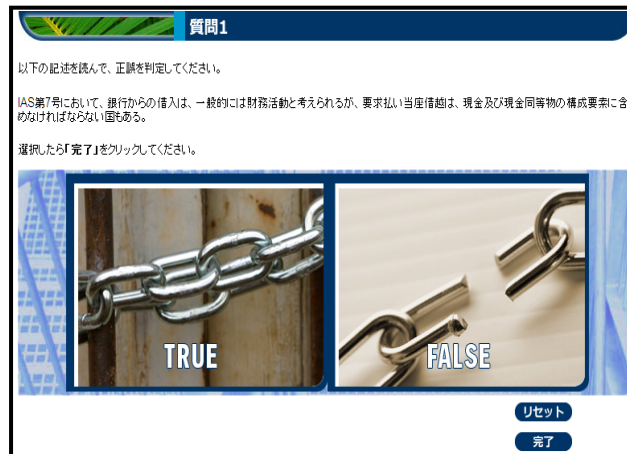 質問1
以下の記述を読んで、正誤を判定してください。
IAS第7号において、銀行からの借入は、一般的には財務活動と考えられるが、要求払い当座借越は、現金及び現金同等物の構成要素に含
めなければならない国もある。
選択したら「完了」をクリックしてください。
TRUE
FALSE
リセット
完了